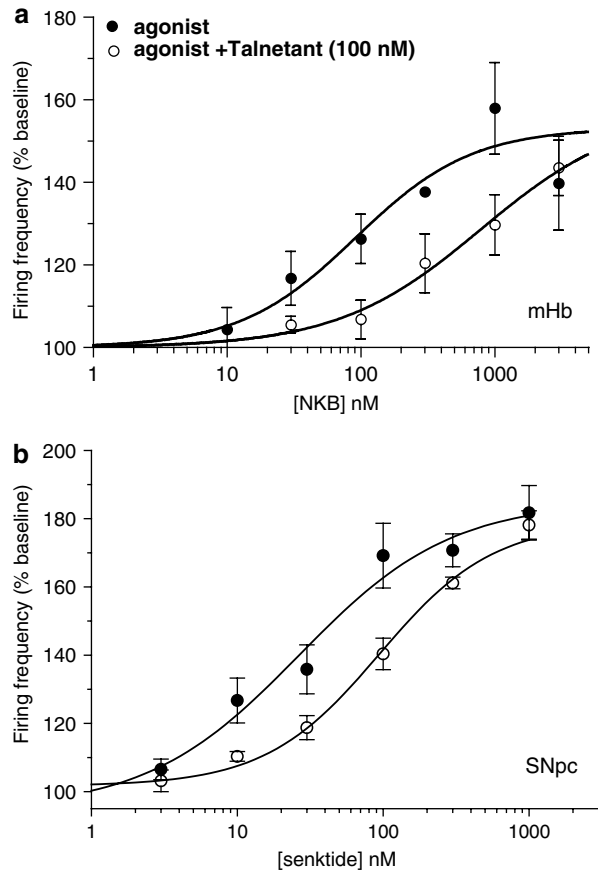 a
agonist
agonist +Talnetant (100 nM)
Firing frequency (% baseline)
180
160
140
120
100
1
10
100
1000
mHb
[NKB] nM
b
Firing frequency (% baseline)
200
180
160
140
120
100
1
10
100
1000
SNpc
[senktide] nM